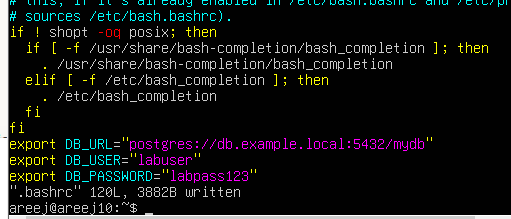 # this, if it's already enabled in /etc/bash.bashrc and /etc/pr
# sources /etc/bash.bashrc).
if ! shopt -oq posix; then
  if [ -f /usr/share/bash-completion/bash_completion ]; then
    . /usr/share/bash-completion/bash_completion
  elif [ -f /etc/bash_completion ]; then
    . /etc/bash_completion
  fi
fi
export DB_URL="postgres://db.example.local:5432/mydb"
export DB_USER="labuser"
export DB_PASSWORD="labpass123"
".bashrc" 120L, 3882B written
areej@areej10:~$